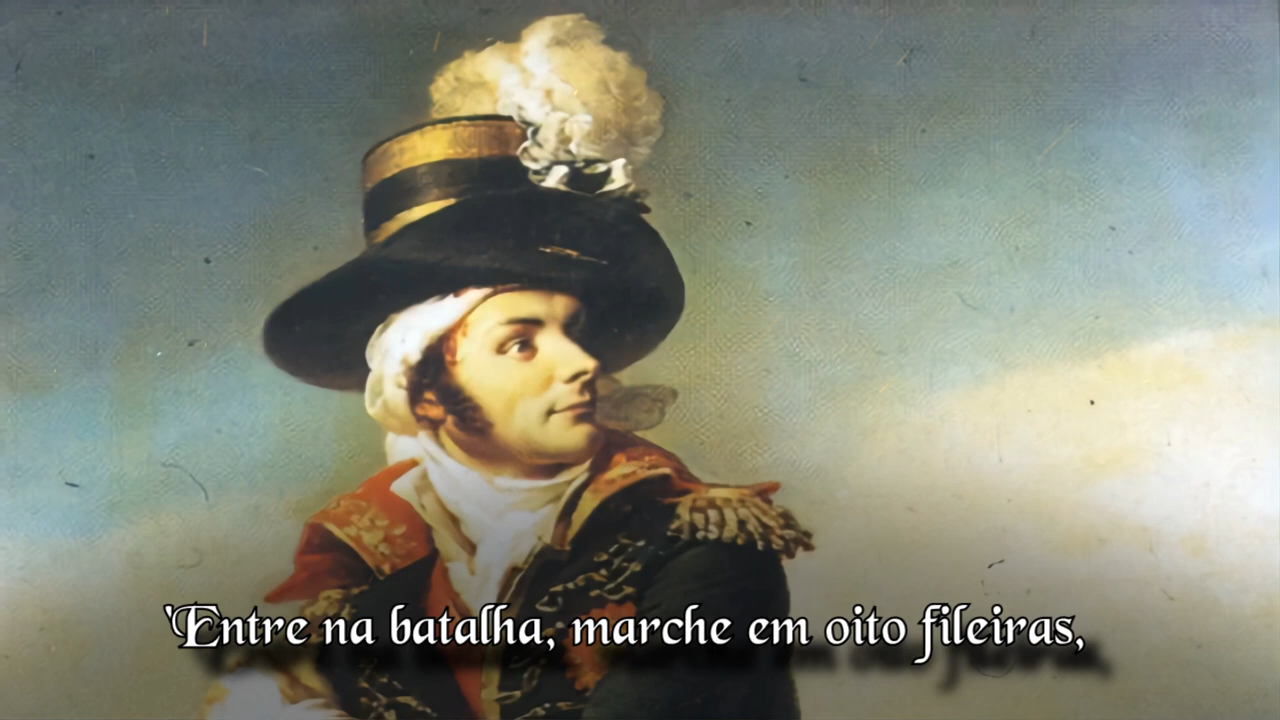 'Entre na batalha, marche em oito fileiras,